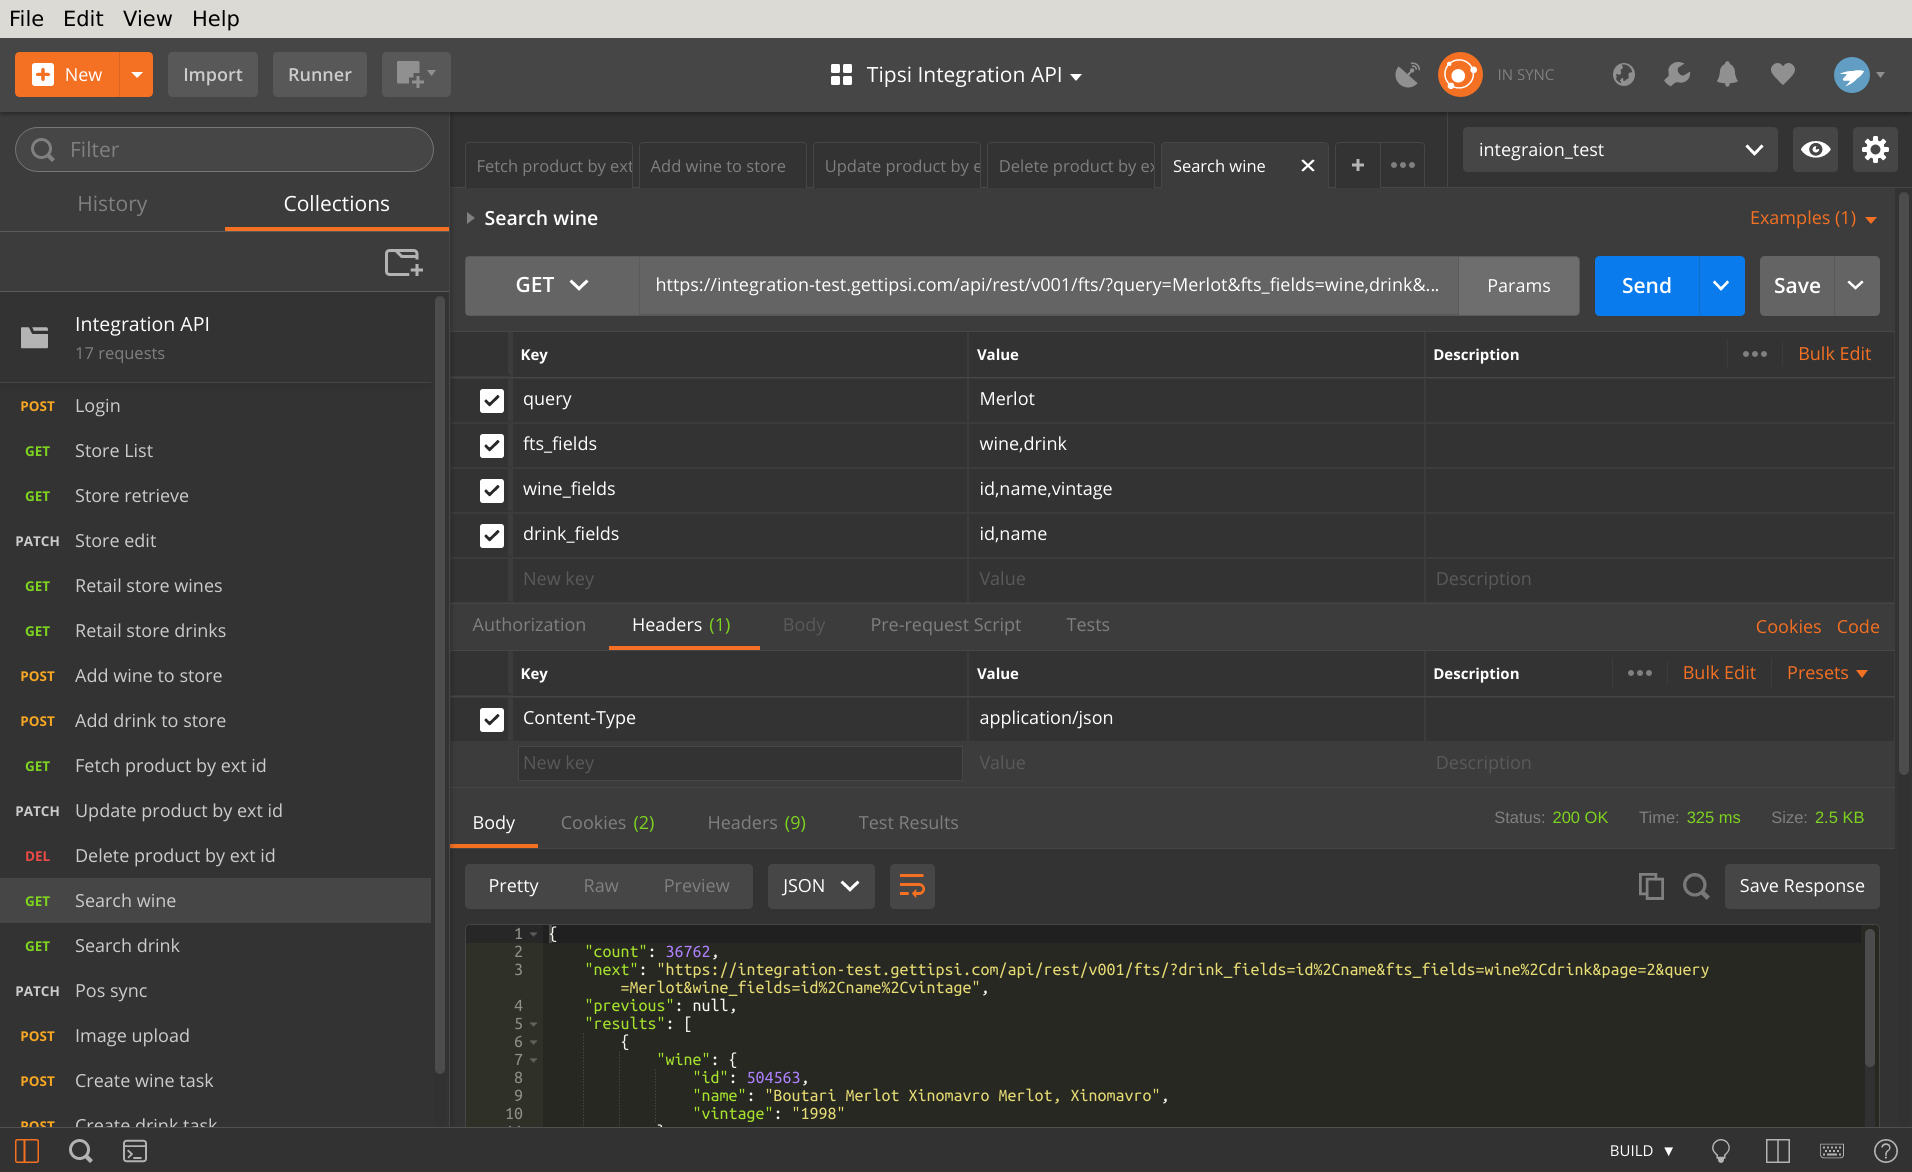 File Edit View Help
New Import Runner Tipsi Integration API IN SYNC
Filter
History Collections
Integration API
17 requests
POST Login
GET Store List
GET Store retrieve
PATCH Store edit
GET Retail store wines
GET Retail store drinks
POST Add wine to store
POST Add drink to store
GET Fetch product by ext id
PATCH Update product by ext id
DEL Delete product by ext id
GET Search wine
GET Search drink
PATCH Pos sync
POST Image upload
POST Create wine task
POST Create drink task
Fetch product by ext Add wine to store Update product by e Delete product by ex Search wine
integraion_test
Search wine Examples (1)
GET https://integration-test.gettipsi.com/api/rest/v001/fts/?query=Merlot&fts_fields=wine,drink&... Params Send Save
Key Value Description Bulk Edit
query Merlot
fts_fields wine,drink
wine_fields id,name,vintage
drink_fields id,name
New key Value Description
Authorization Headers (1) Body Pre-request Script Tests Cookies Code
Key Value Description Bulk Edit Presets
Content-Type application/json
New key Value Description
Body Cookies (2) Headers (9) Test Results Status: 200 OK Time: 325 ms Size: 2.5 KB
Pretty Raw Preview JSON Save Response
1 {
2 "count": 36762,
3 "next": "https://integration-test.gettipsi.com/api/rest/v001/fts/?drink_fields=id%2Cname&fts_fields=wine%2Cdrink&page=2&query
=Merlot&wine_fields=id%2Cname%2Cvintage",
4 "previous": null,
5 "results": [
6 {
7 "wine": {
8 "id": 504563,
9 "name": "Boutari Merlot Xinomavro Merlot, Xinomavro",
10 "vintage": "1998"
BUILD